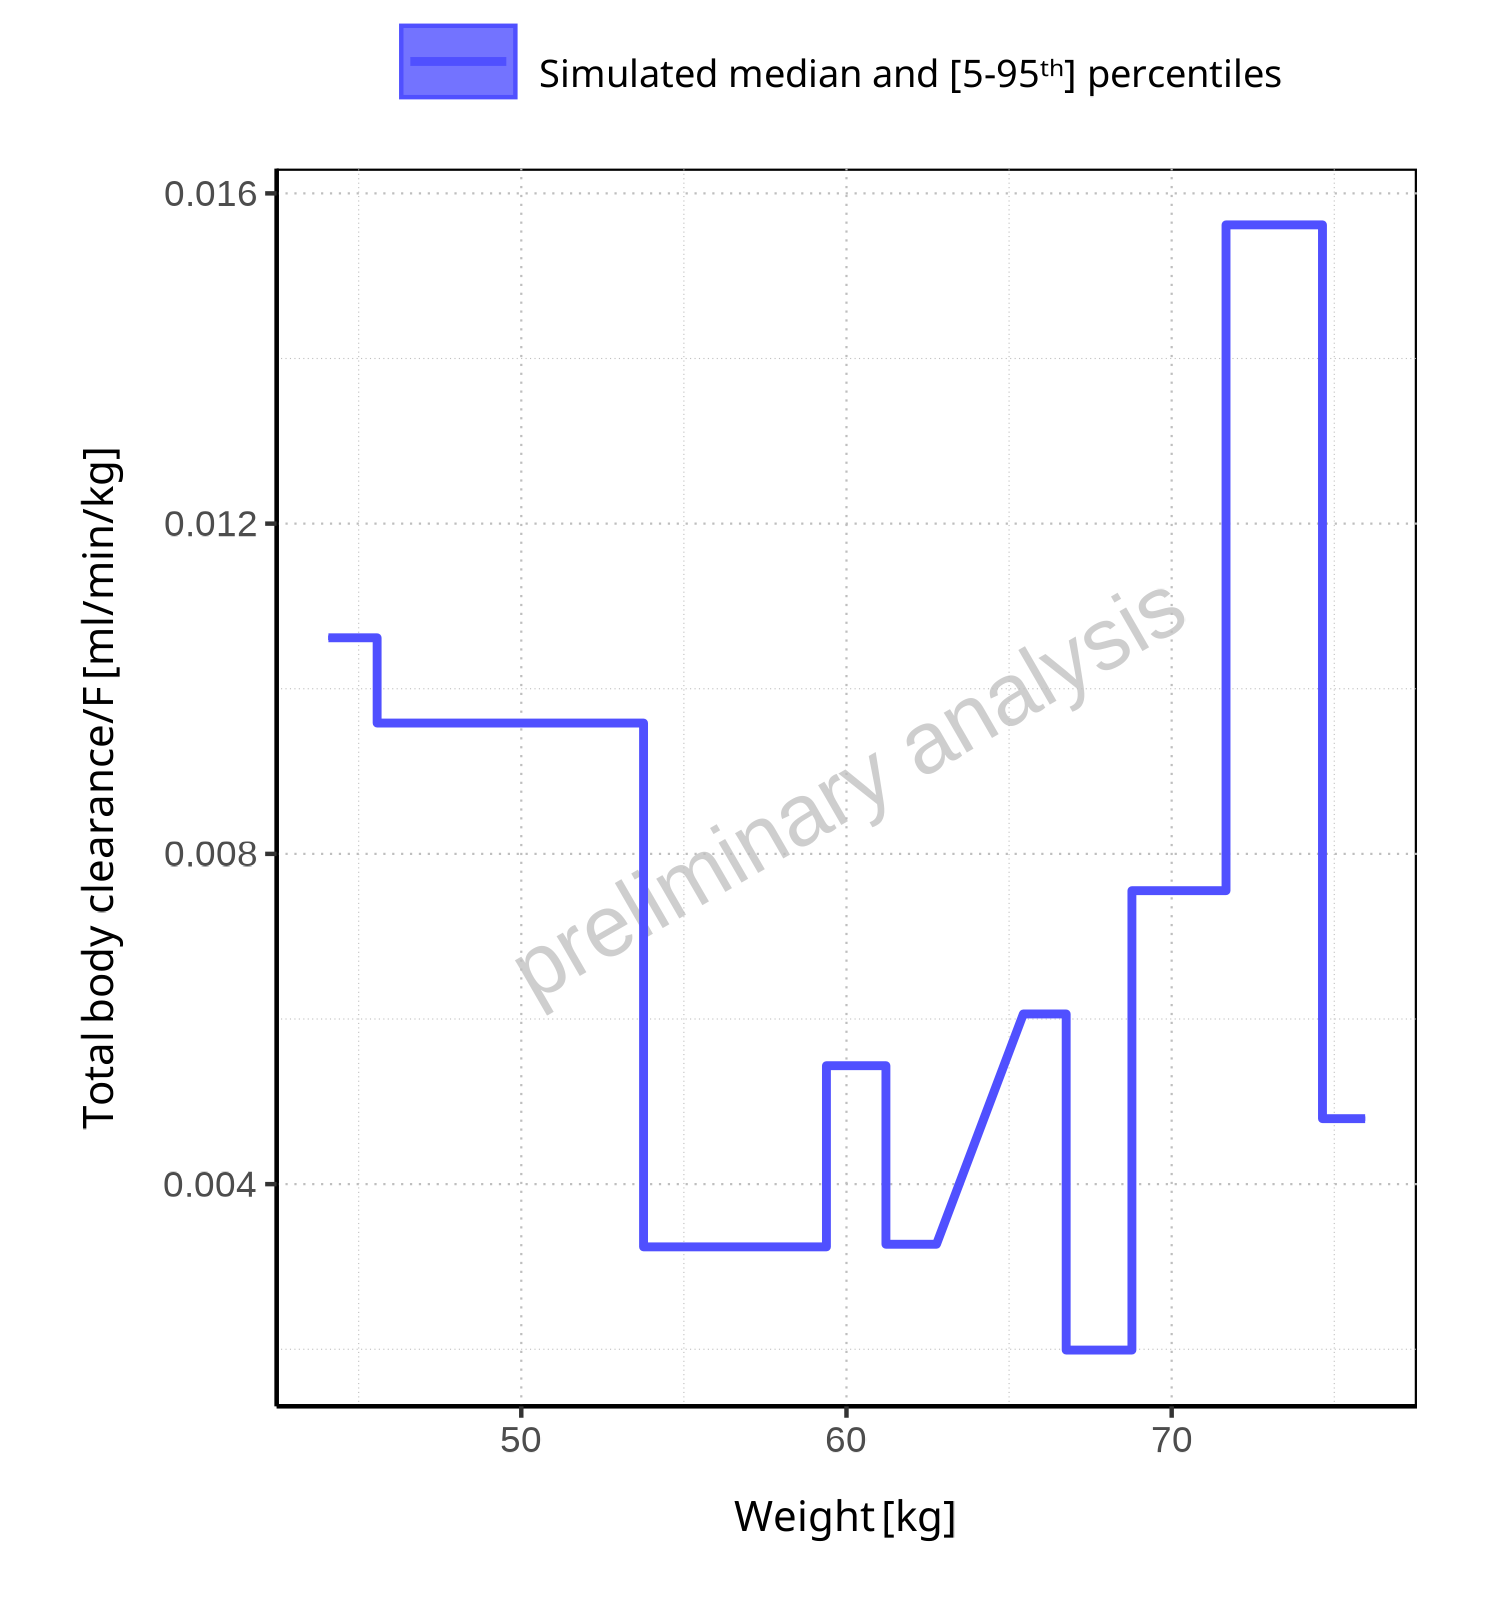 Simulated median and [5-95th] percentiles
0.016
0.012
0.008
0.004
Total body clearance/F [ml/min/kg]
preliminary analysis
50 60 70
Weight [kg]